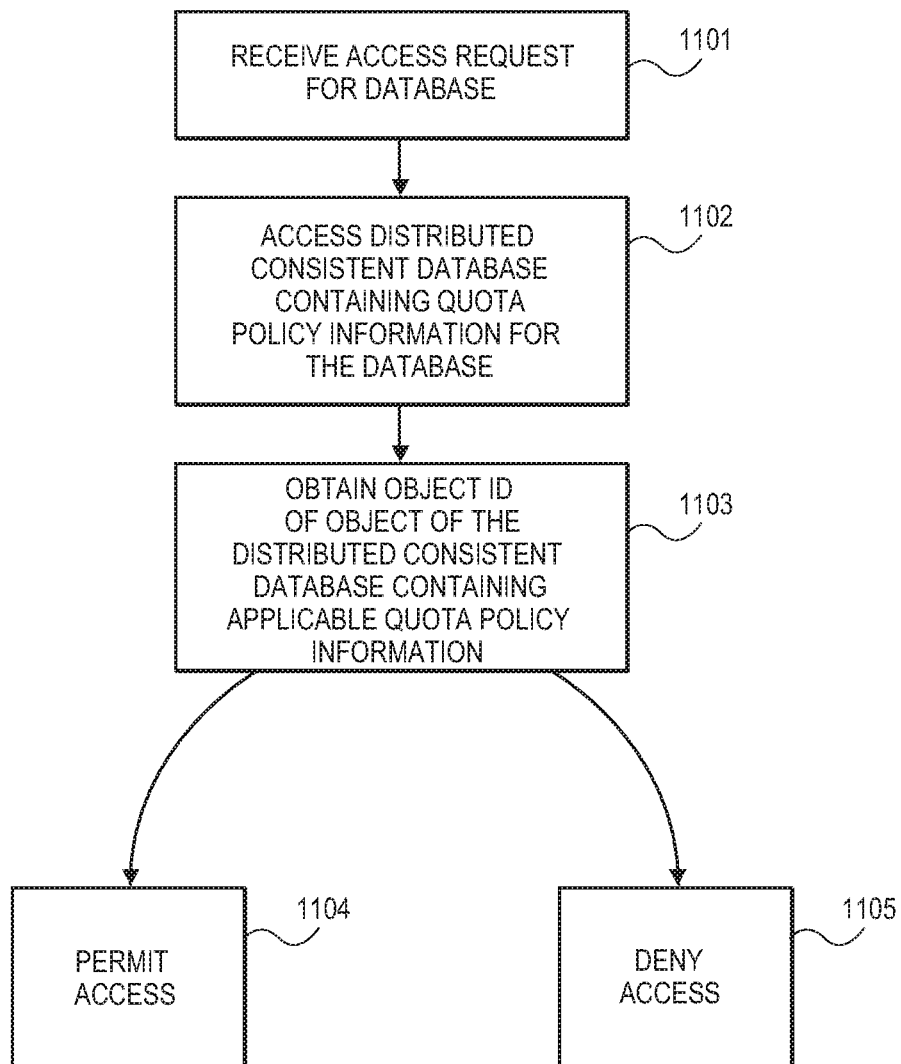 RECEIVE ACCESS REQUEST
FOR DATABASE
1101
ACCESS DISTRIBUTED
CONSISTENT DATABASE
CONTAINING QUOTA
POLICY INFORMATION FOR
THE DATABASE
1102
OBTAIN OBJECT ID
OF OBJECT OF THE
DISTRIBUTED CONSISTENT
DATABASE CONTAINING
APPLICABLE QUOTA POLICY
INFORMATION
1103
PERMIT
ACCESS
1104
DENY
ACCESS
1105